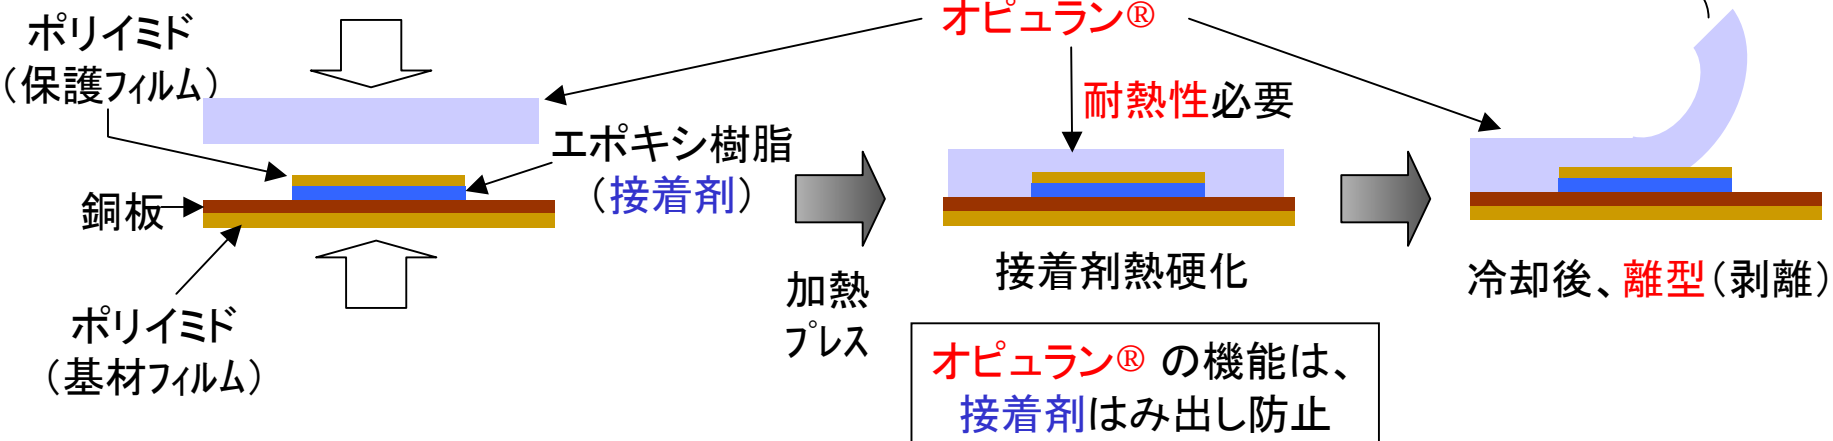 ポリイミド
（保護フィルム）
オピュラン®
耐熱性必要
エポキシ樹脂
（接着剤）
銅板
ポリイミド
（基材フィルム）
加熱
プレス
接着剤熱硬化
冷却後、離型（剥離）
オピュラン® の機能は、
接着剤はみ出し防止